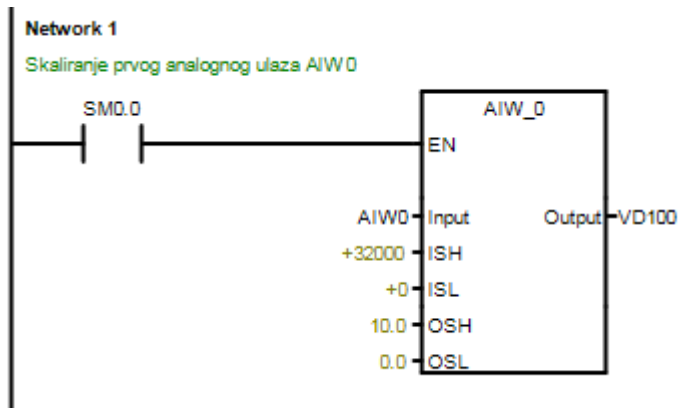 Network 1
Skaliranje prvog analognog ulaza AIW0
SM0.0
AIW_0
EN
AIW0 Input Output VD100
+32000 ISH
+0 ISL
10.0 OSH
0.0 OSL